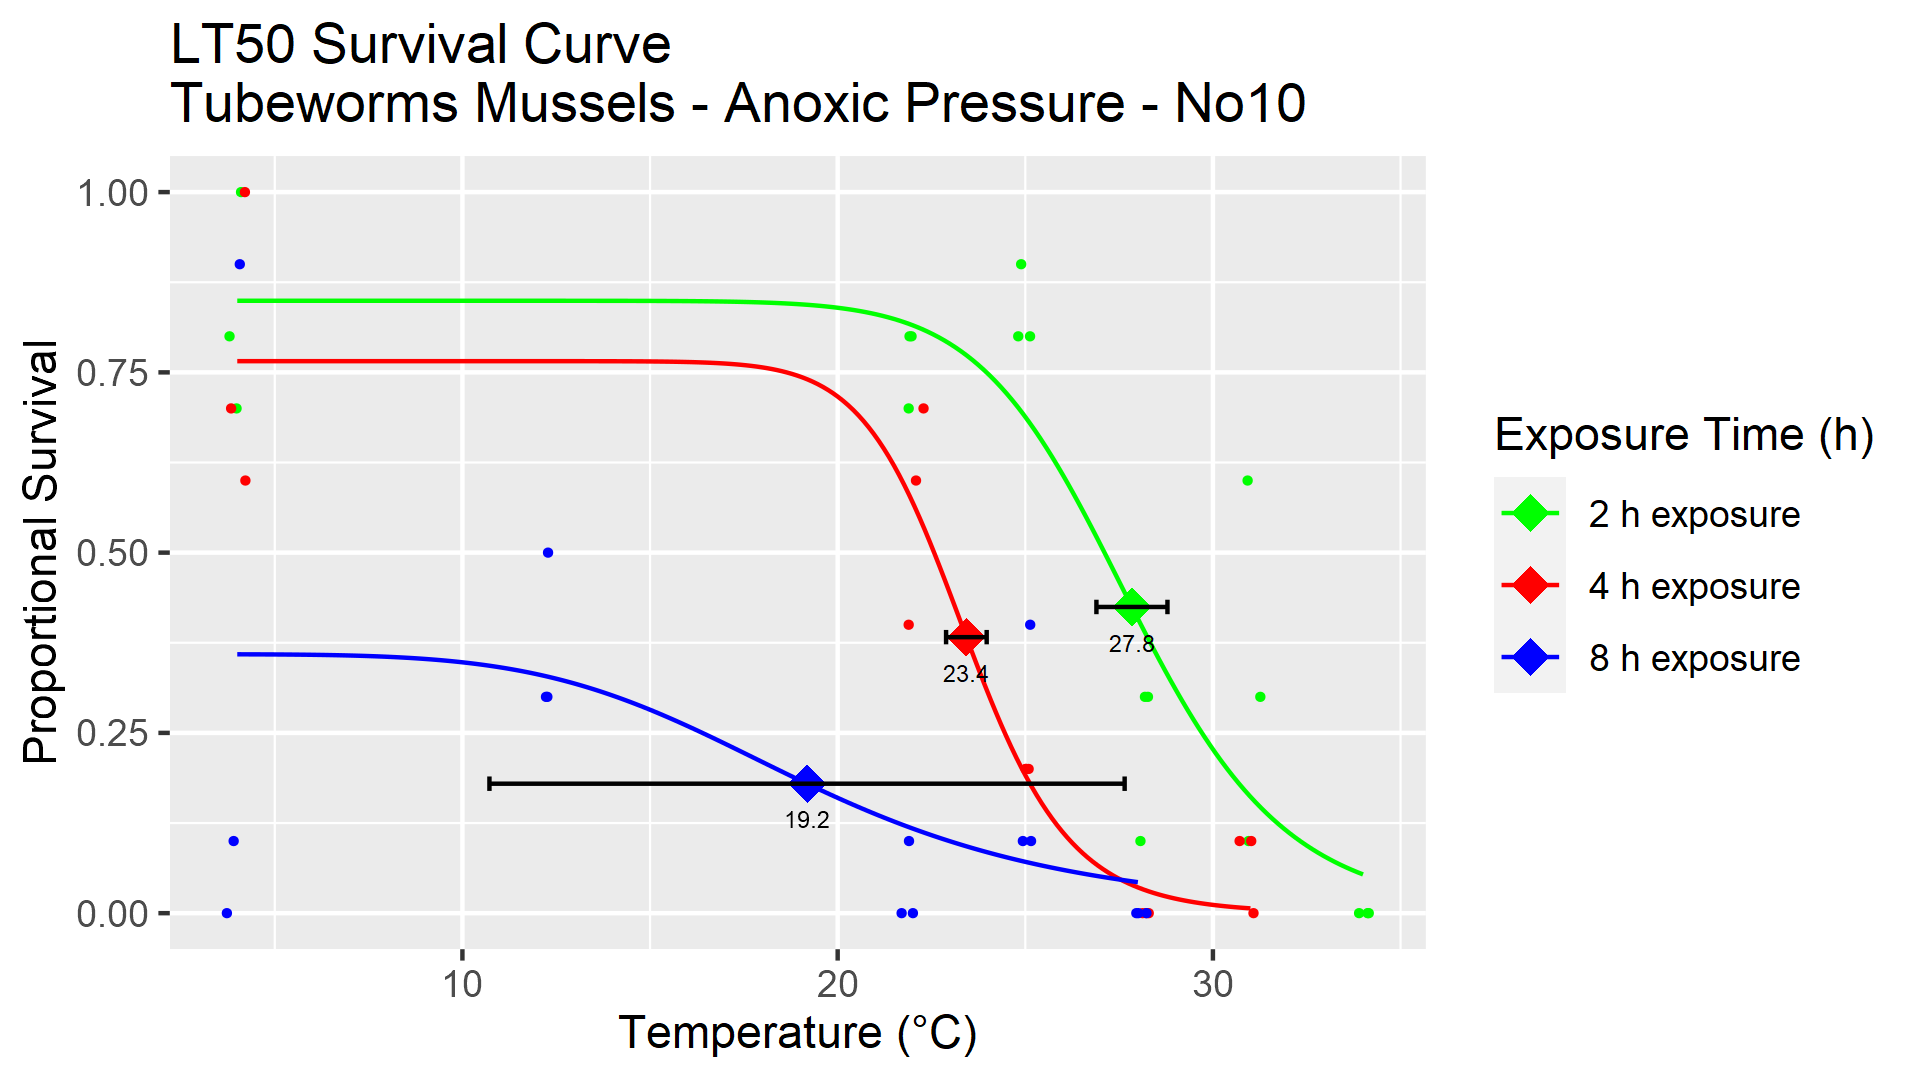 LT50 Survival Curve
Tubeworms Mussels - Anoxic Pressure - No10
1.00
0.75
0.50
0.25
0.00
Proportional Survival
27.8
23.4
19.2
10 20 30
Temperature (°C)
Exposure Time (h)
2 h exposure
4 h exposure
8 h exposure